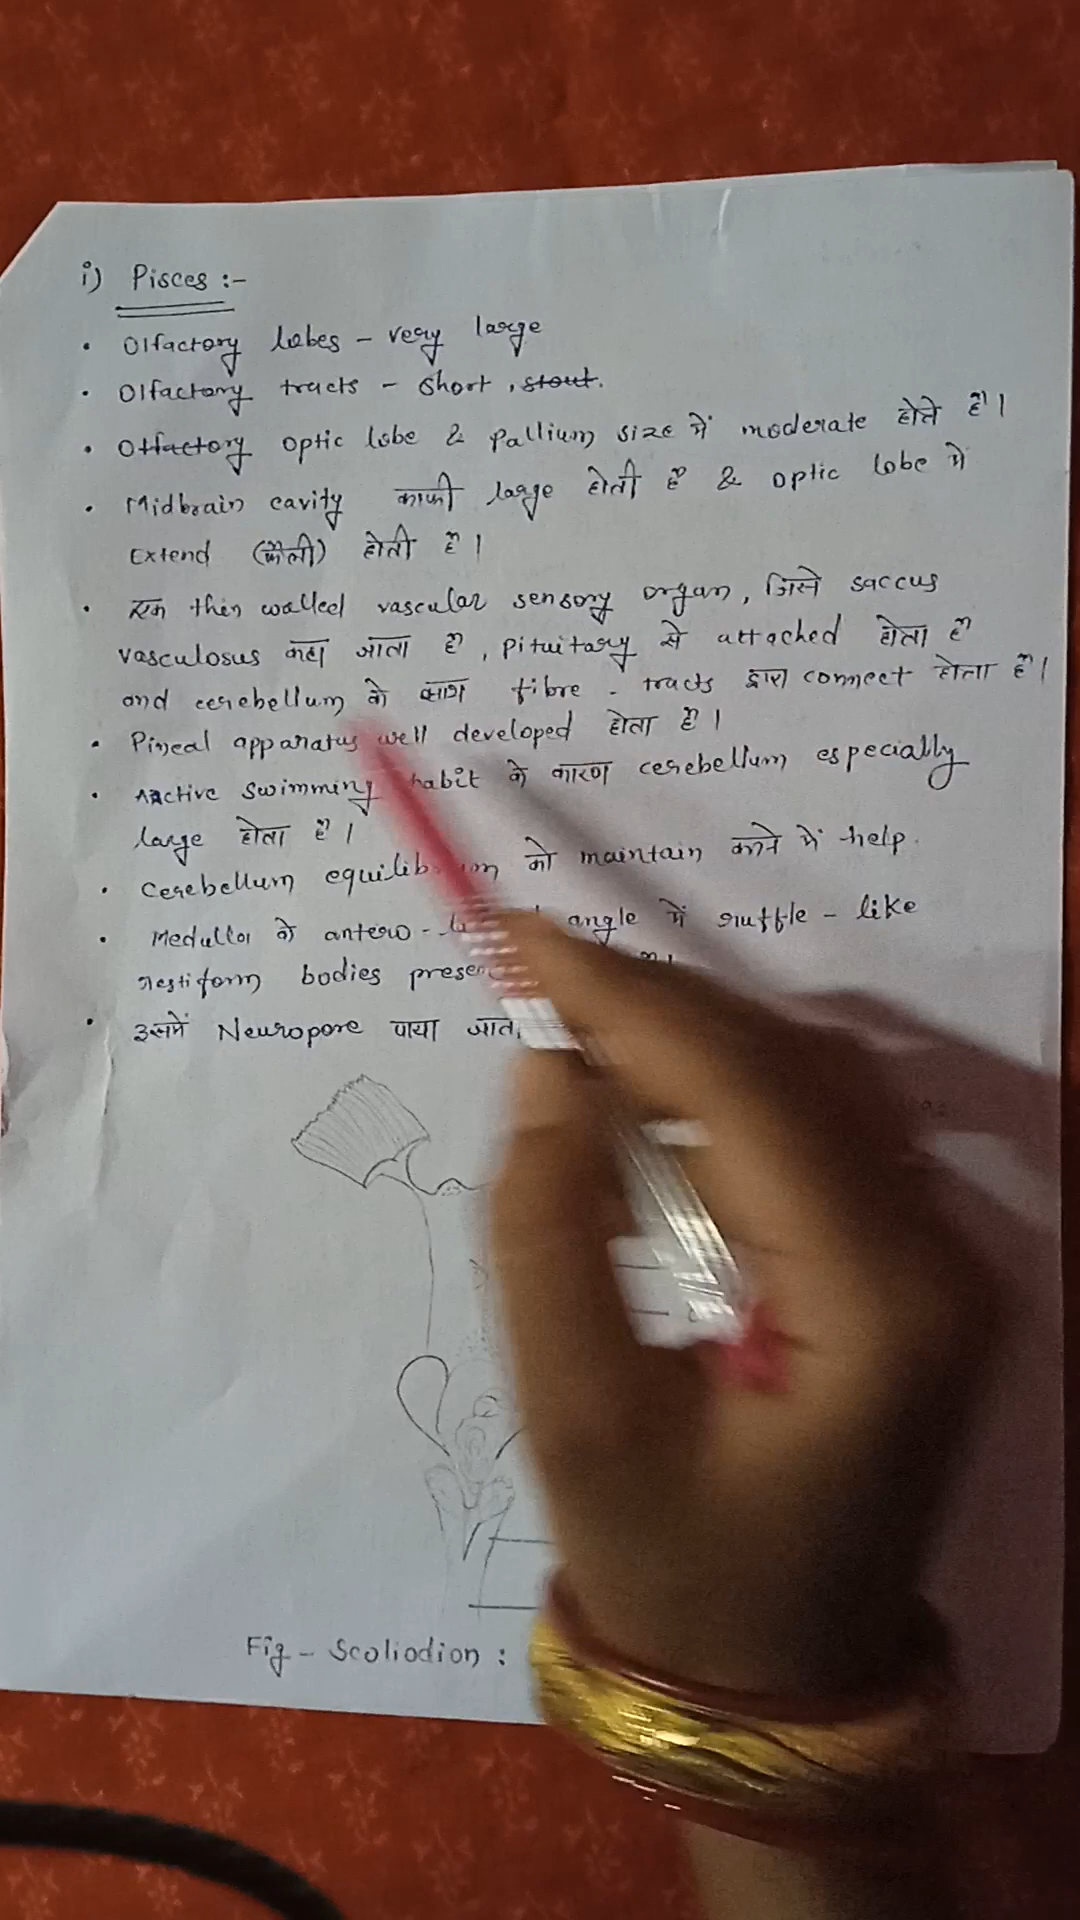 i) Pisces :-
• Olfactory lobes - very large
• Olfactory tracts - short, stout.
• Olfactory optic lobe & pallium size में moderate होते हैं।
• Midbrain cavity काफी large होती है & optic lobe में
Extend (फैली) होती है।
• एक thin walled vascular sensory organ, जिसे saccus
vasculosus कहा जाता है, pituitary से attached होता है
and cerebellum के साथ fibre - tracts द्वारा connect होता है।
• Pineal apparatus well developed होता है।
• Active swimming habit के कारण cerebellum especially
large होता है।
• Cerebellum को maintain करने में help.
• Medulla के antero- angle में ruffle - like
restiform bodies
• उसमें Neuropore पाया
Fig - Scoliodion :